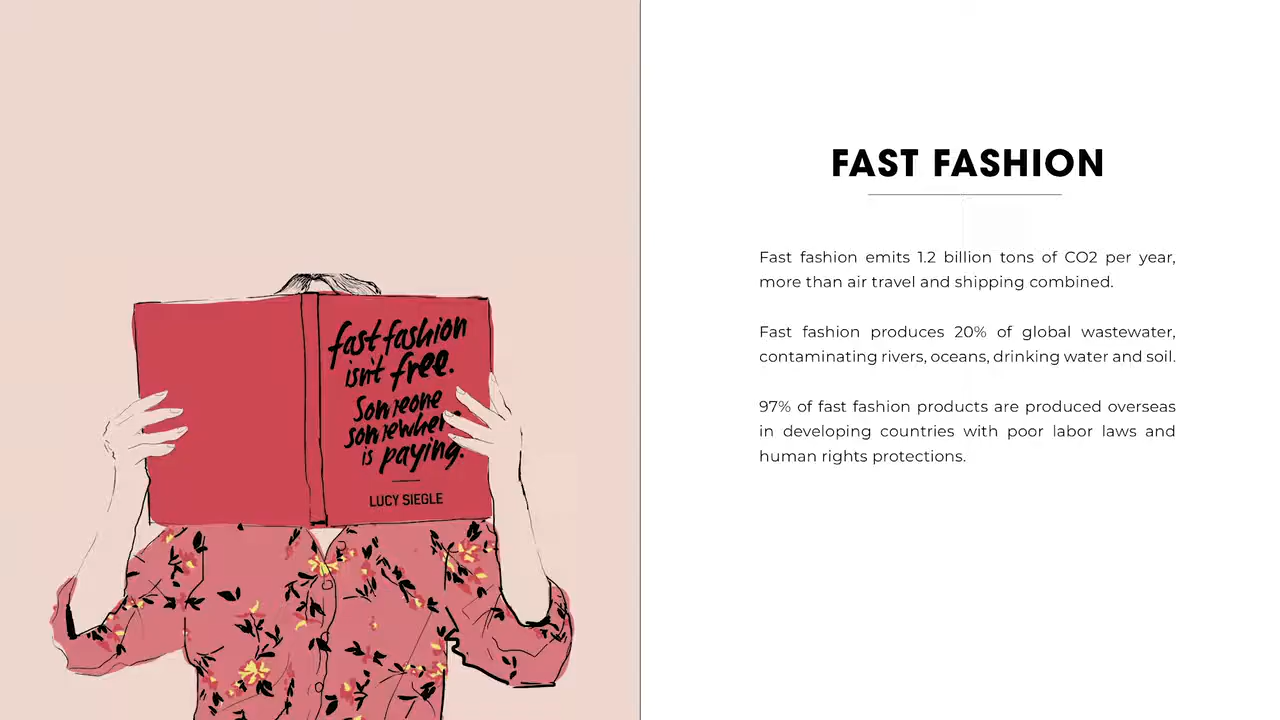 fast fashion
isn't free.
Someone
somewhere
is paying.
LUCY SIEGLE
FAST FASHION
Fast fashion emits 1.2 billion tons of CO2 per year,
more than air travel and shipping combined.
Fast fashion produces 20% of global wastewater,
contaminating rivers, oceans, drinking water and soil.
97% of fast fashion products are produced overseas
in developing countries with poor labor laws and
human rights protections.